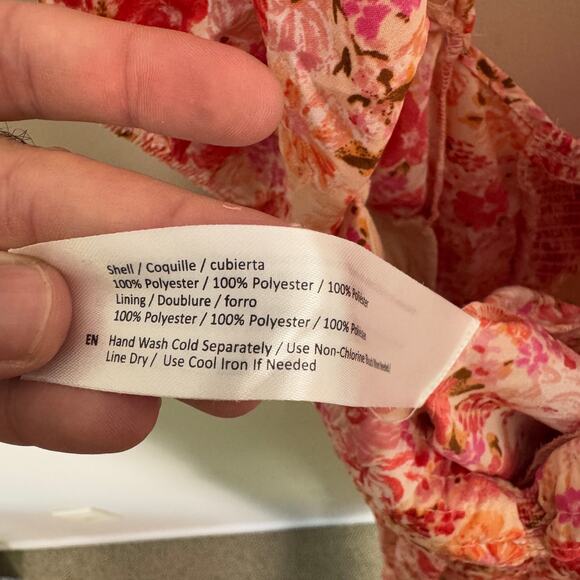 Shell / Coquille / cubierta
100% Polyester / 100% Polyester / 100% Poliéster
Lining / Doublure / forro
100% Polyester / 100% Polyester / 100%
EN Hand Wash Cold Separately / Use Non-Chlorine
Line Dry / Use Cool Iron If Needed